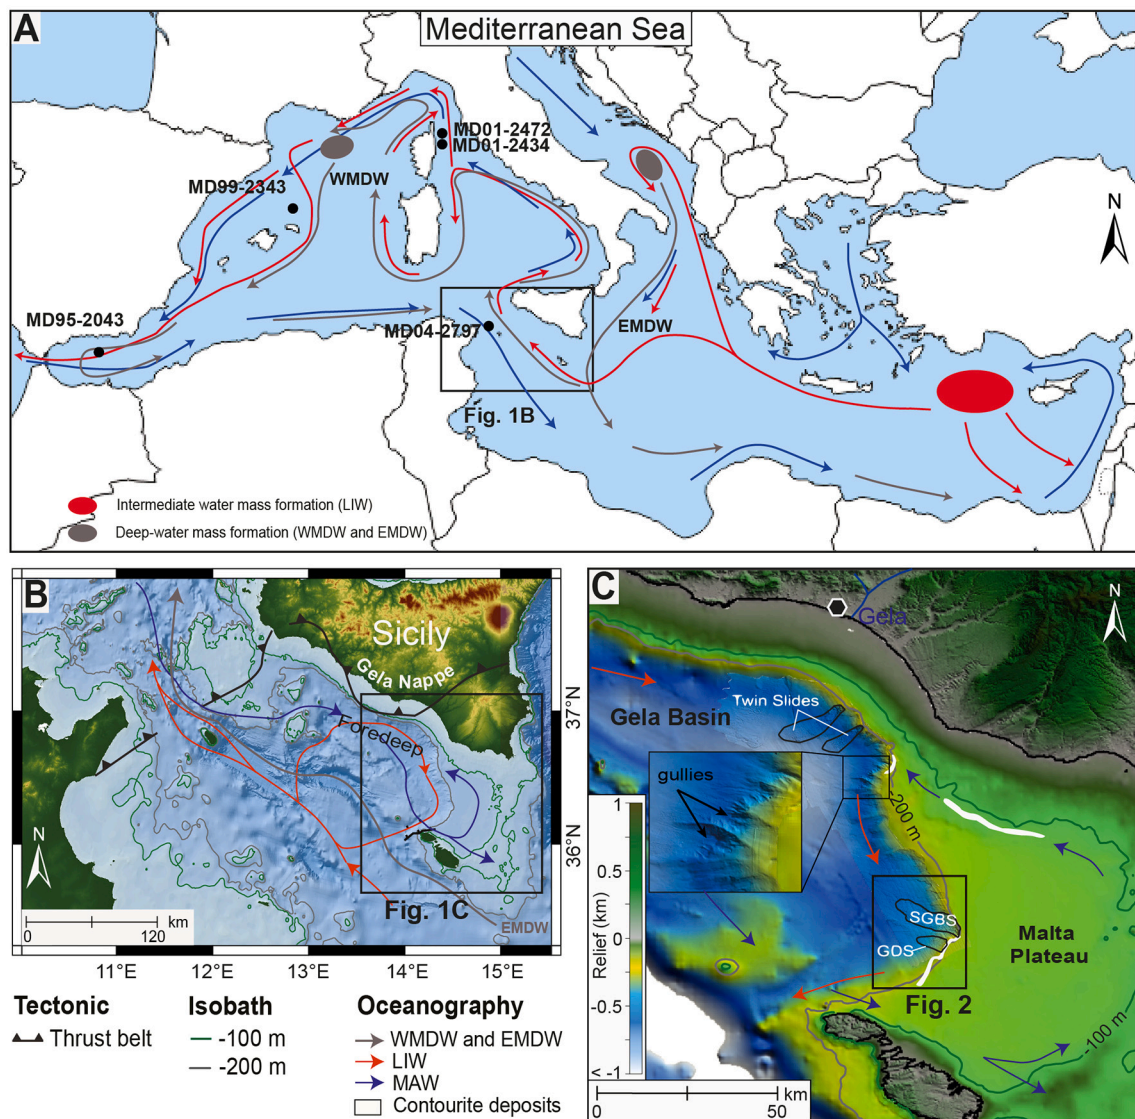 A
Mediterranean Sea
MD01-2472
MD01-2434
WMDW
MD99-2343
N
MD95-2043
MD04-2797
EMDW
Fig. 1B
Intermediate water mass formation (LIW)
Deep-water mass formation (WMDW and EMDW)
B
Sicily
Gela Nappe
Foredeep
37°N
36°N
N
km
0
120
Fig. 1C
EMDW
11°E
12°E
13°E
14°E
15°E
Tectonic
Thrust belt
Isobath
-100 m
-200 m
Oceanography
WMDW and EMDW
LIW
MAW
Contourite deposits
C
Gela
N
Twin Slides
Gela Basin
gullies
-200 m
1
0.5
0
-0.5
< -1
Relief (km)
SGBS
GDS
Malta
Plateau
Fig. 2
-100 m
km
0
50